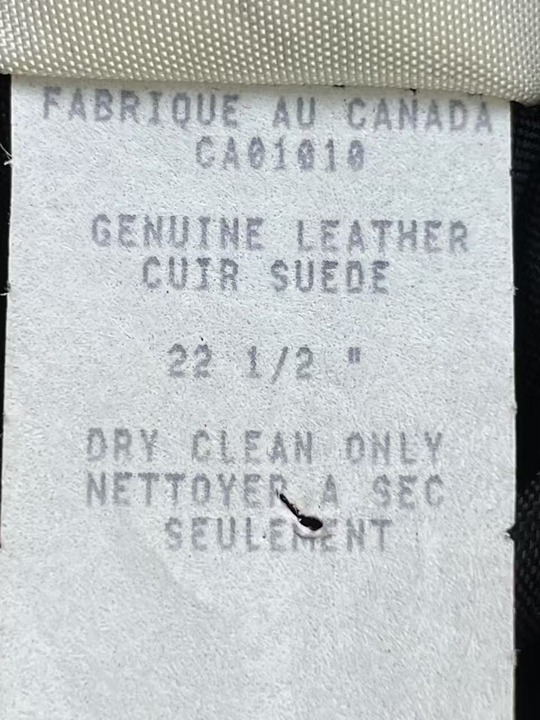 FABRIQUE AU CANADA
CA01010
GENUINE LEATHER
CUIR SUEDE
22 1/2 "
DRY CLEAN ONLY
NETTOYER A SEC
SEULEMENT